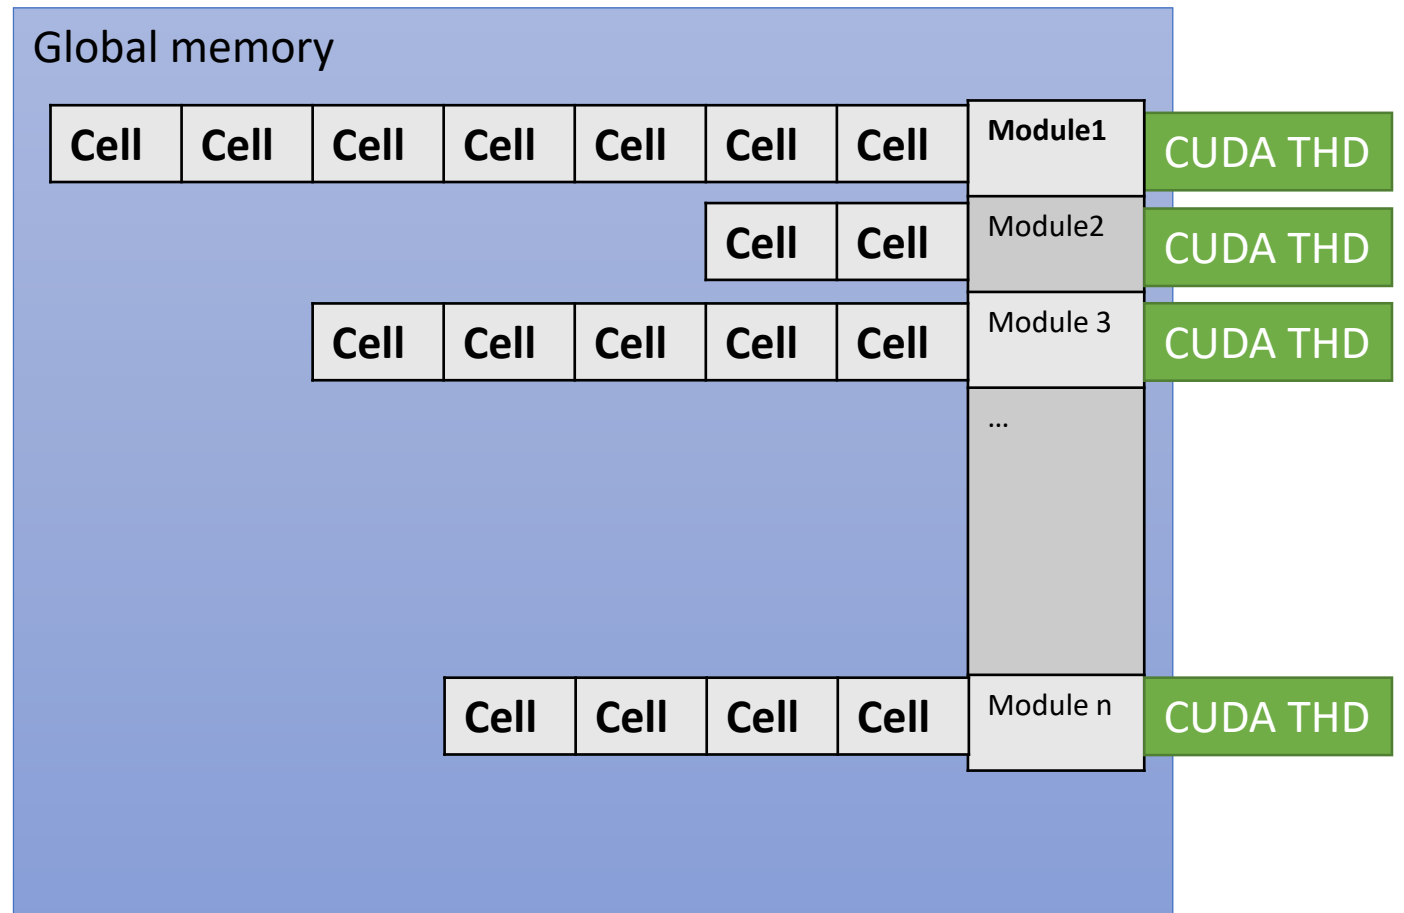 Global memory
Cell Cell Cell Cell Cell Cell Cell Module1 CUDA THD
Cell Cell Module2 CUDA THD
Cell Cell Cell Cell Cell Module 3 CUDA THD
...
Cell Cell Cell Cell Module n CUDA THD